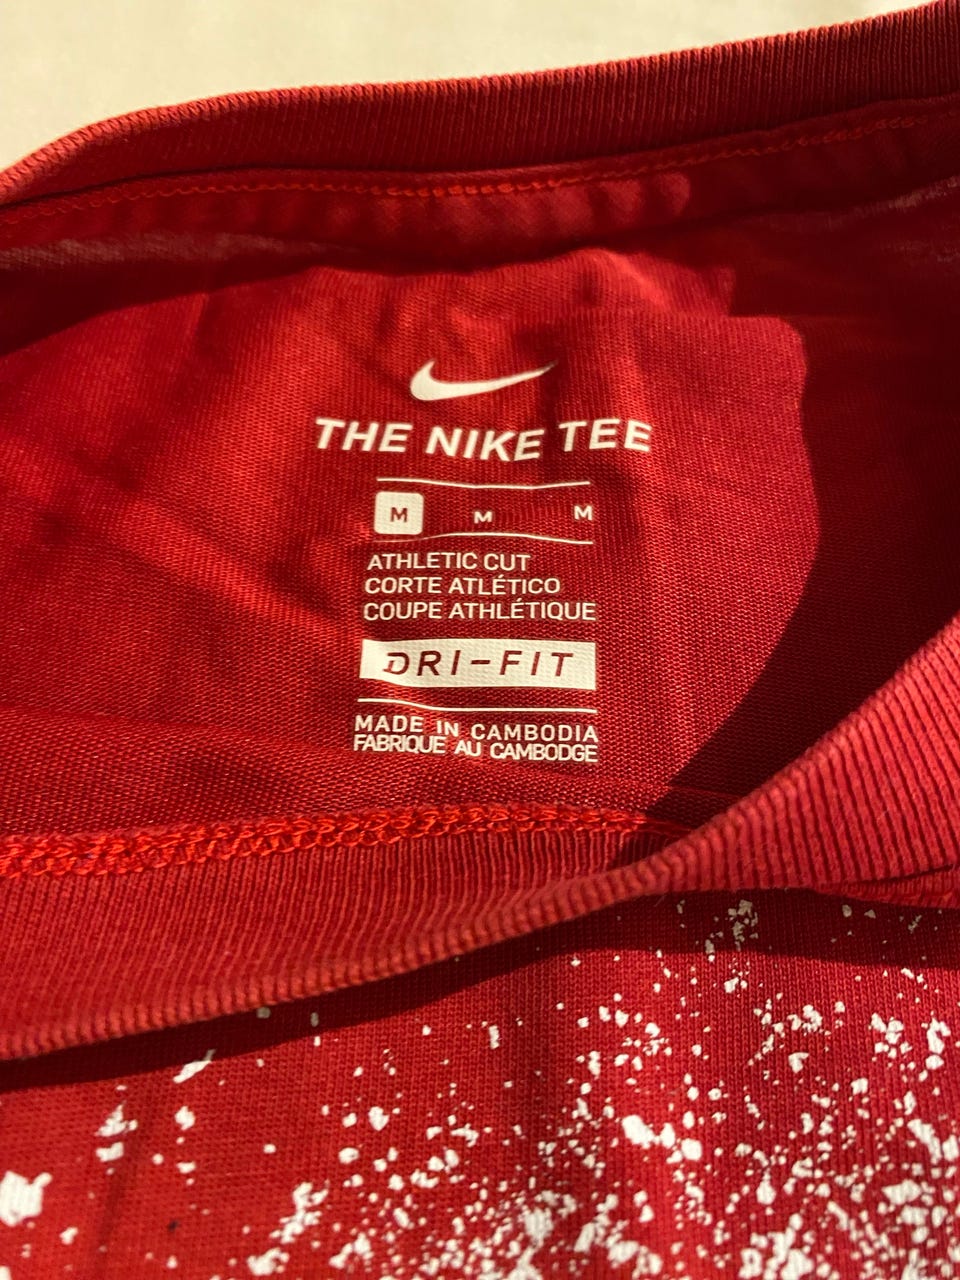 THE NIKE TEE
M M M
ATHLETIC CUT
CORTE ATLÉTICO
COUPE ATHLÉTIQUE
DRI-FIT
MADE IN CAMBODIA
FABRIQUE AU CAMBODGE